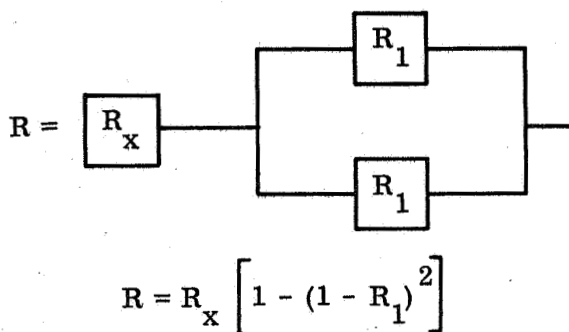 R₁
R = Rₓ
R₁
R = Rₓ [1 - (1 - R₁)²]